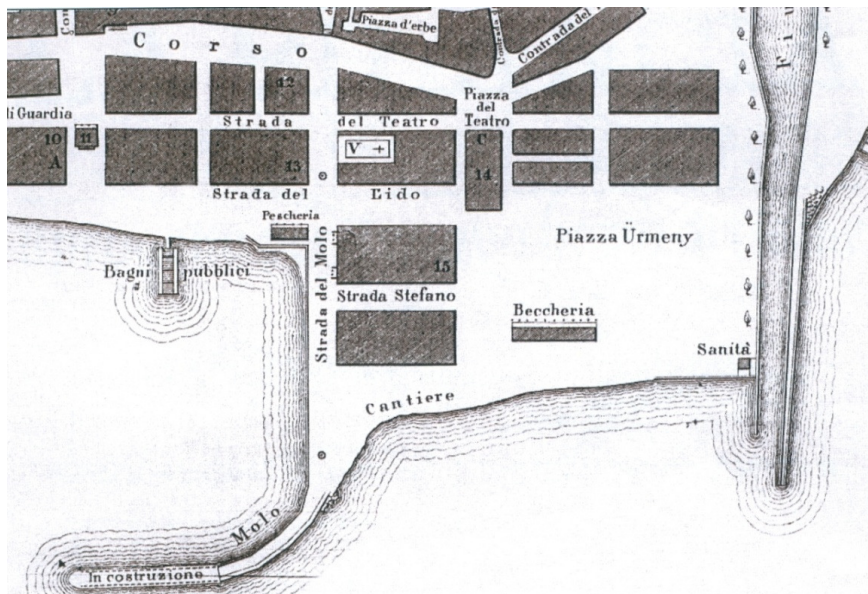 Piazza d'erbe
Contrada del
Corso
Fiu
12
Piazza
del
Teatro
di Guardia
Strada del Teatro
10
11
A
13
V +
C
14
Strada del Lido
Pescheria
Strada del Molo
Piazza Ürmeny
Bagni pubblici
15
Strada Stefano
Beccheria
Sanità
Cantiere
Molo
In costruzione